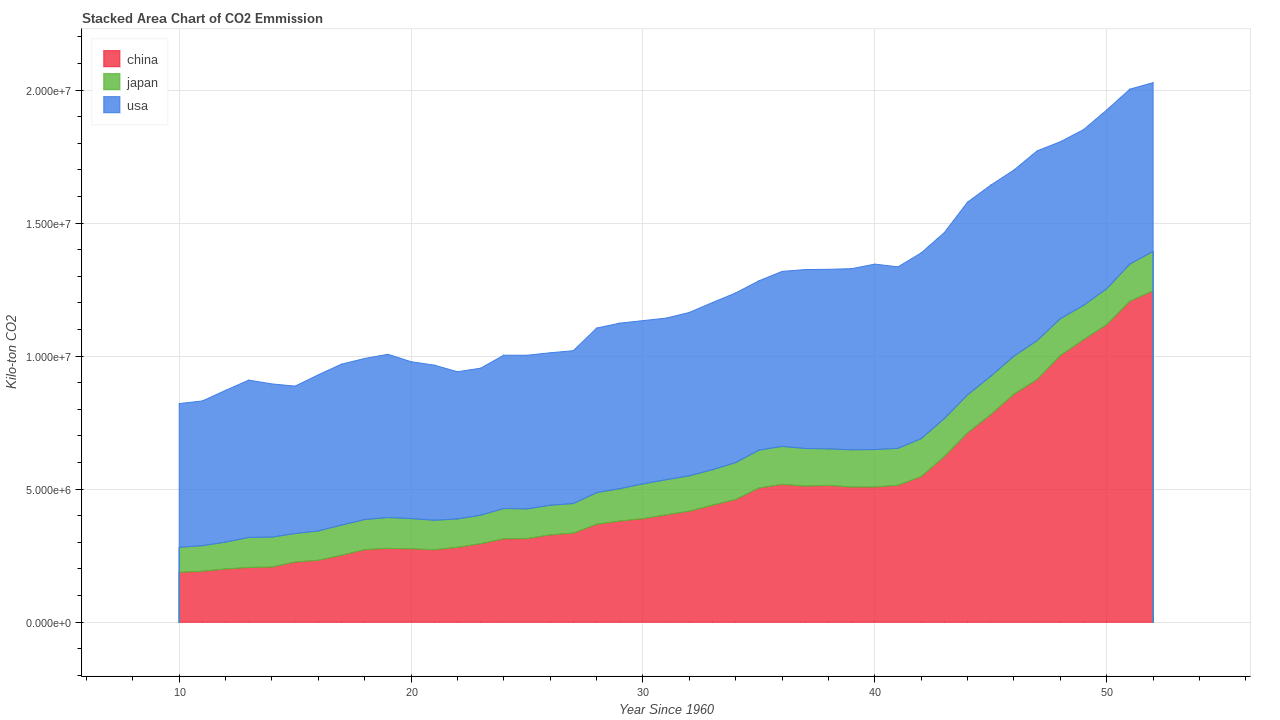 Stacked Area Chart of CO2 Emmission
china
japan
usa
2.000e+7
1.500e+7
1.000e+7
5.000e+6
0.000e+0
Kilo-ton CO2
10 20 30 40 50
Year Since 1960